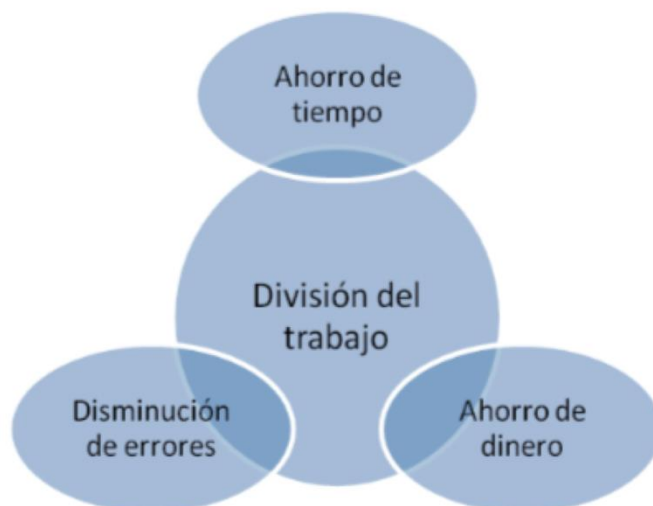 Ahorro de
tiempo
División del
trabajo
Disminución
de errores
Ahorro de
dinero